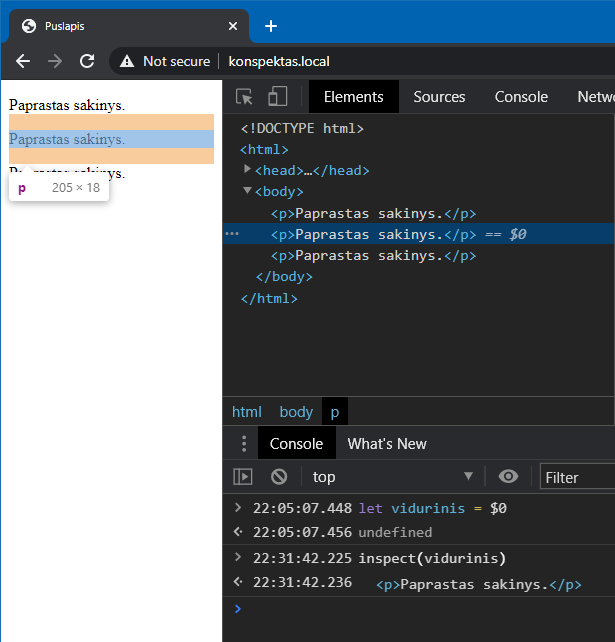 Puslapis
Not secure konspektas.local
Paprastas sakinys.
Paprastas sakinys.
Paprastas sakinys.
p 205 × 18
Elements Sources Console Netw
<!DOCTYPE html>
<html>
<head>…</head>
<body>
<p>Paprastas sakinys.</p>
<p>Paprastas sakinys.</p> == $0
<p>Paprastas sakinys.</p>
</body>
</html>
html body p
Console What's New
top Filter
22:05:07.448 let vidurinis = $0
22:05:07.456 undefined
22:31:42.225 inspect(vidurinis)
22:31:42.236 <p>Paprastas sakinys.</p>